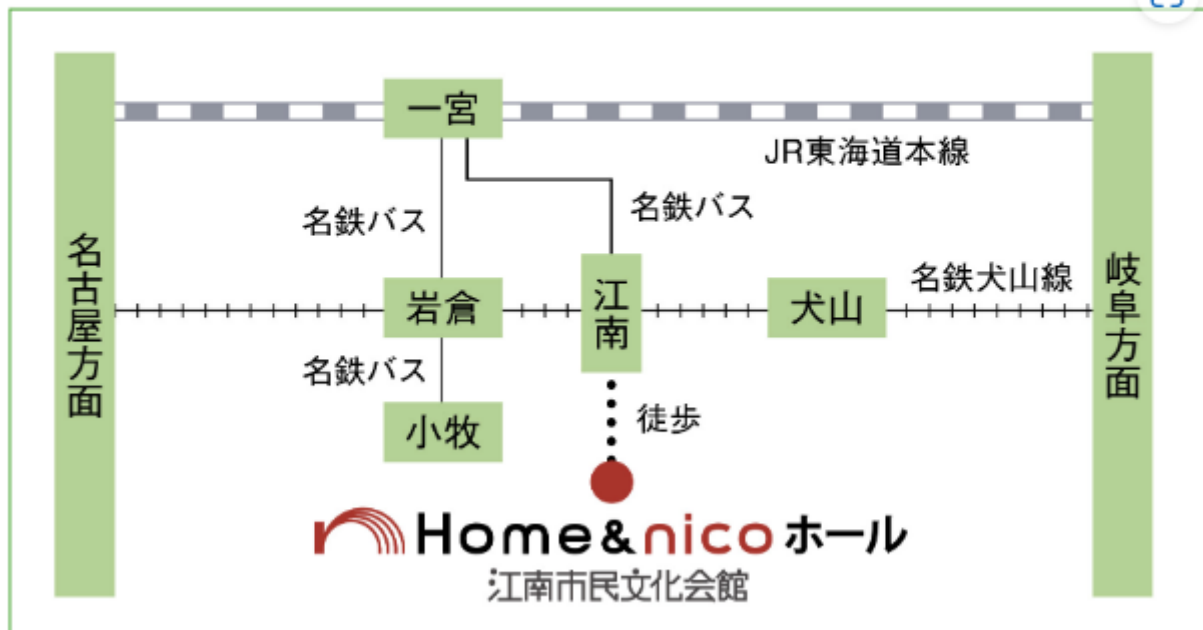 一宮
JR東海道本線
名鉄バス
名鉄バス
名古屋方面
岩倉
江南
犬山
名鉄犬山線
岐阜方面
名鉄バス
小牧
徒歩
Home&nicoホール
江南市民文化会館